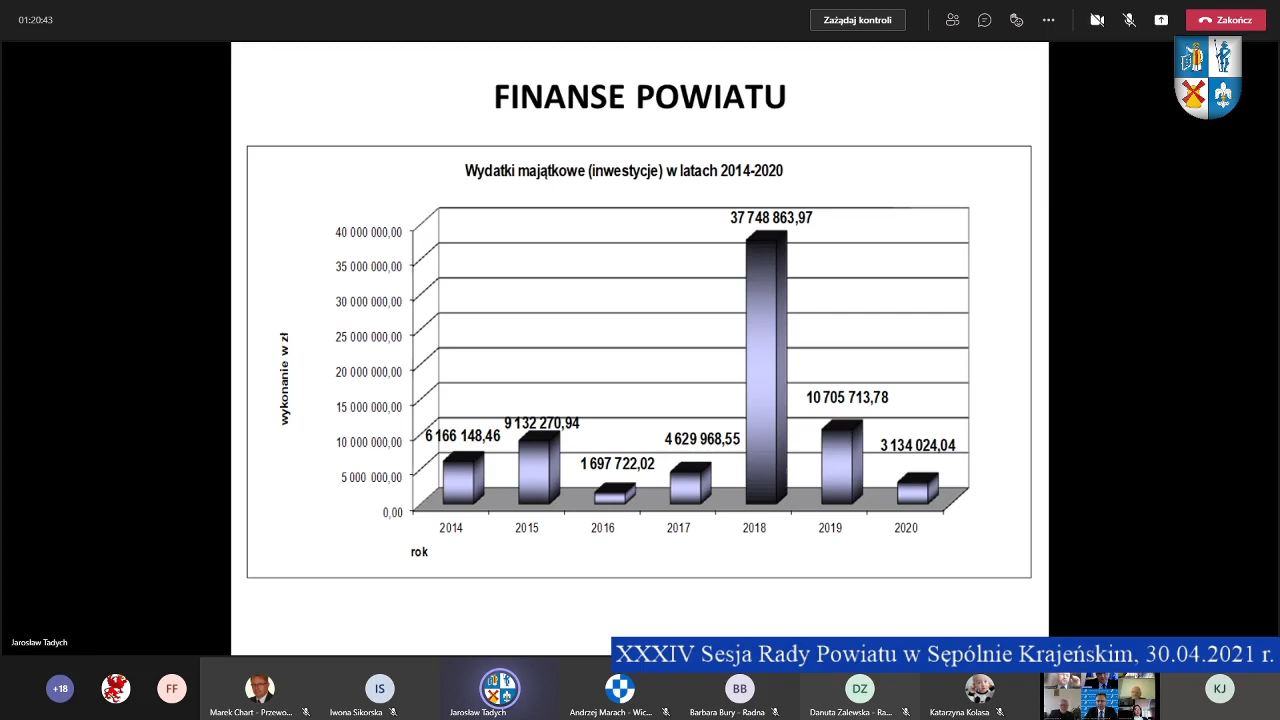 01:20:43
Zażądaj kontroli
Zakończ
FINANSE POWIATU
Wydatki majątkowe (inwestycje) w latach 2014-2020
37 748 863,97
40 000 000,00
35 000 000,00
30 000 000,00
25 000 000,00
20 000 000,00
15 000 000,00
10 000 000,00
5 000 000,00
0,00
wykonanie w zł
6 166 148,46
9 132 270,94
1 697 722,02
4 629 968,55
10 705 713,78
3 134 024,04
2014
2015
2016
2017
2018
2019
2020
rok
Jarosław Tadych
XXXIV Sesja Rady Powiatu w Sępólnie Krajeńskim, 30.04.2021 r.
+18
FF
IS
BB
DZ
KJ
Marek Chart - Przewo...
Iwona Sikorska
Jarosław Tadych
Andrzej Marach - Wic...
Barbara Bury - Radna
Danuta Zalewska - Ra...
Katarzyna Kolasa